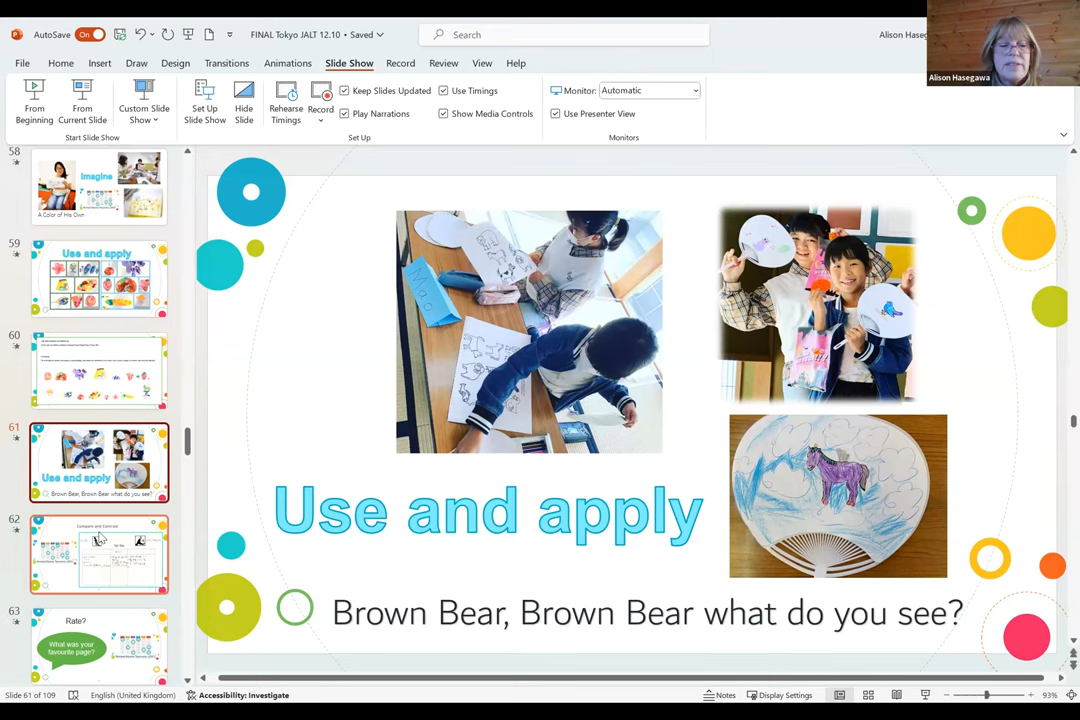 AutoSave On FINAL Tokyo JALT 12.10 • Saved Search Alison Haseg
Alison Hasegawa
File Home Insert Draw Design Transitions Animations Slide Show Record Review View Help
From Beginning
From Current Slide
Custom Slide Show
Set Up Slide Show
Hide Slide
Rehearse Timings
Record
Keep Slides Updated
Use Timings
Play Narrations
Show Media Controls
Monitor: Automatic
Use Presenter View
Start Slide Show
Set Up
Monitors
58
imagine
A Color of His Own
59
Use and apply
60
61
Use and apply
Brown Bear, Brown Bear what do you see?
62
Compare and Contrast
63
Rate?
What was your
favourite page?
Mao
Use and apply
Brown Bear, Brown Bear what do you see?
Slide 61 of 109 English (United Kingdom) Accessibility: Investigate Notes Display Settings 93%